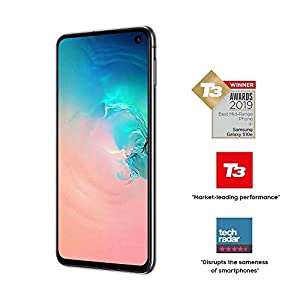 T3
WINNER
AWARDS
2019
Best Mid-Range
Phone
Samsung
Galaxy S10e
T3
"Market-leading performance"
tech
radar
"Disrupts the sameness
of smartphones"